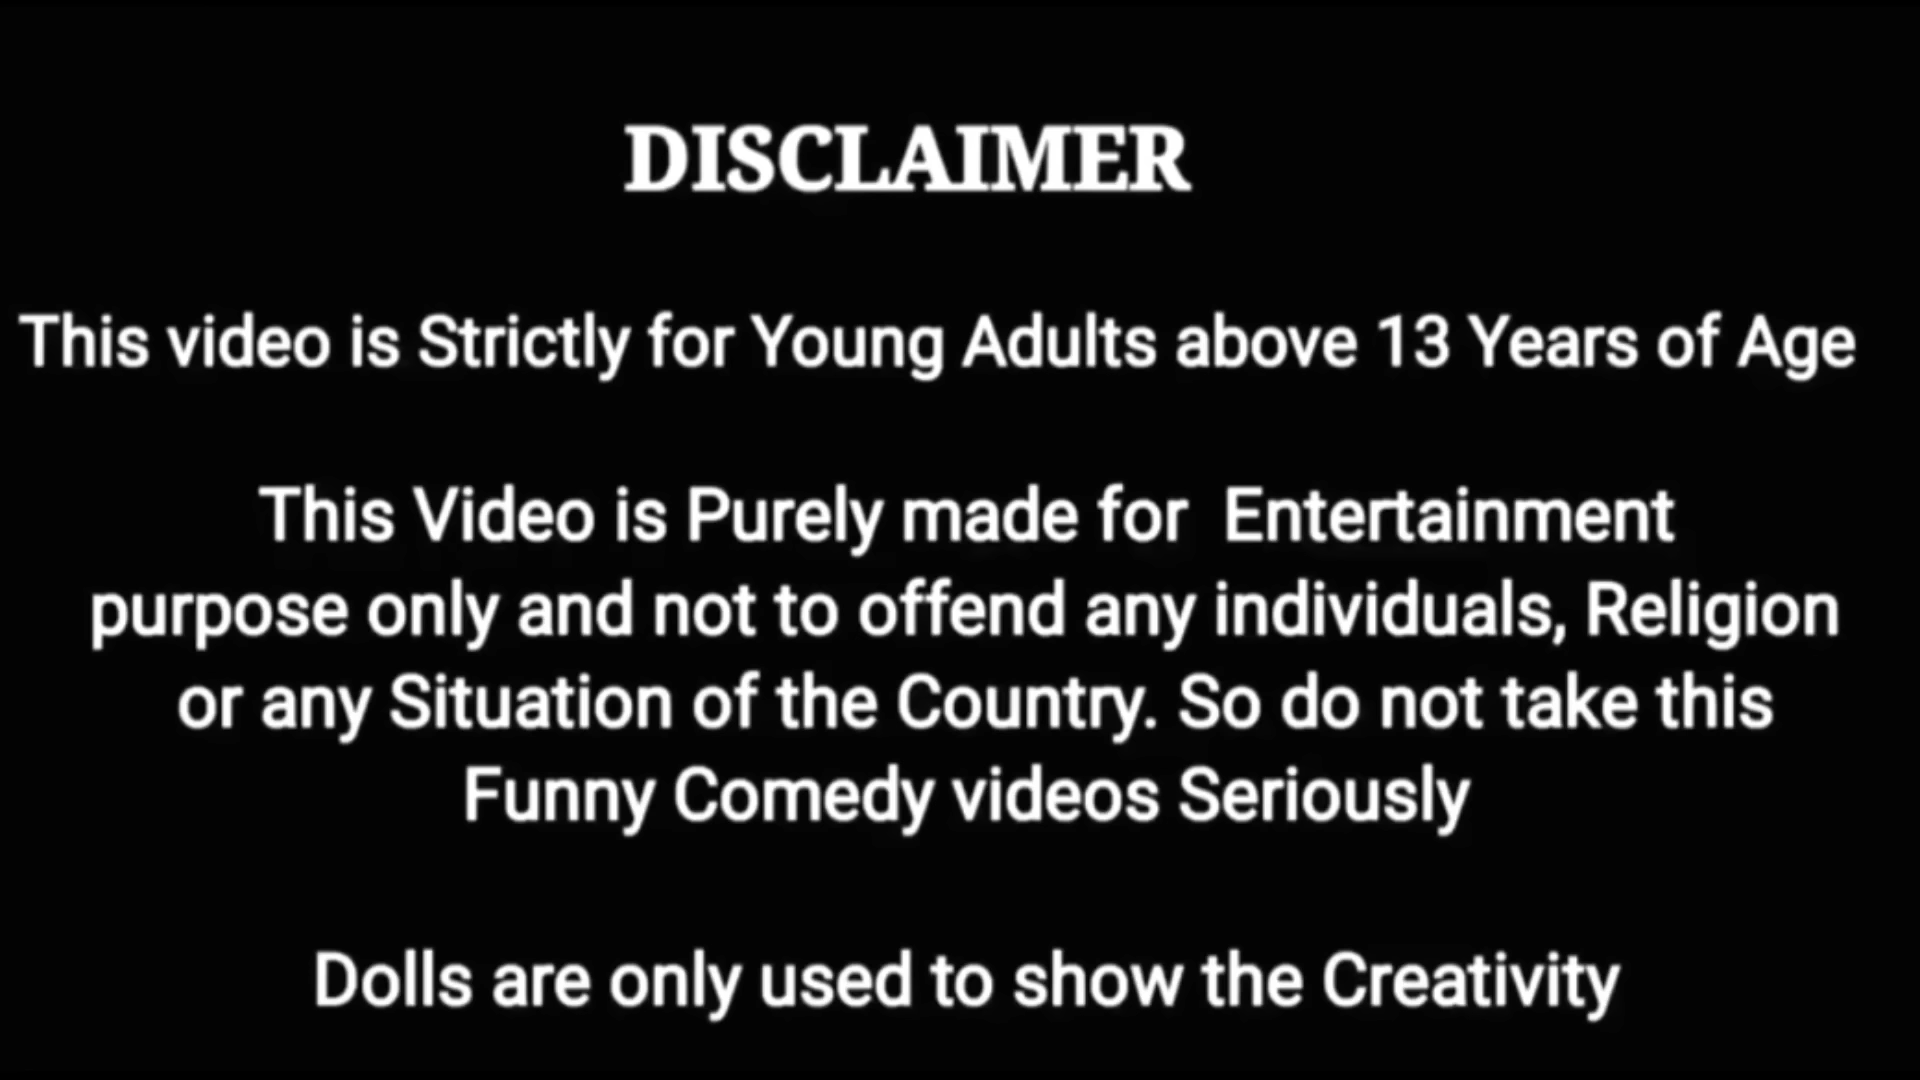 DISCLAIMER
This video is Strictly for Young Adults above 13 Years of Age
This Video is Purely made for  Entertainment
purpose only and not to offend any individuals, Religion
or any Situation of the Country. So do not take this
Funny Comedy videos Seriously
Dolls are only used to show the Creativity